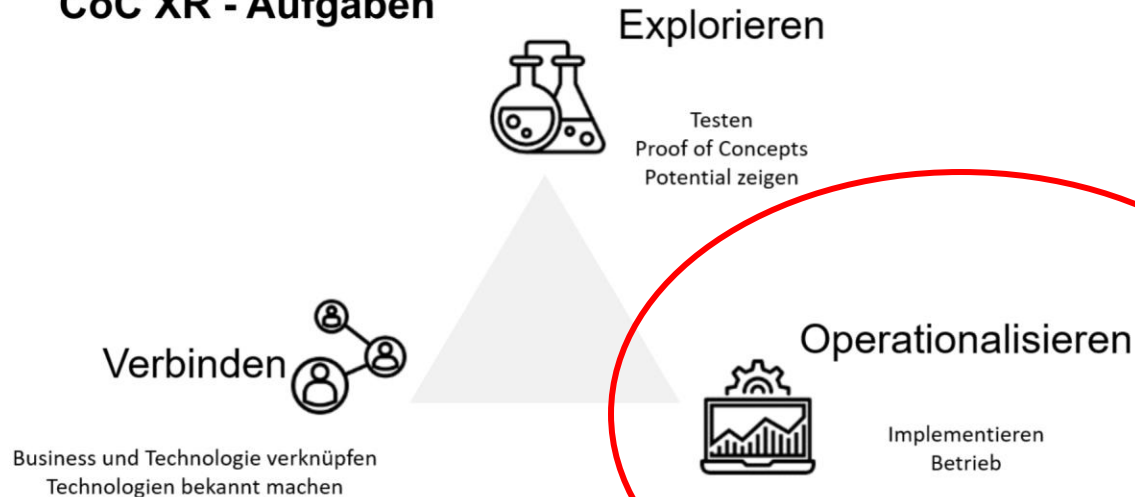 CoC XR - Aufgaben
Explorieren
Testen
Proof of Concepts
Potential zeigen
Verbinden
Business und Technologie verknüpfen
Technologien bekannt machen
Operationalisieren
Implementieren
Betrieb